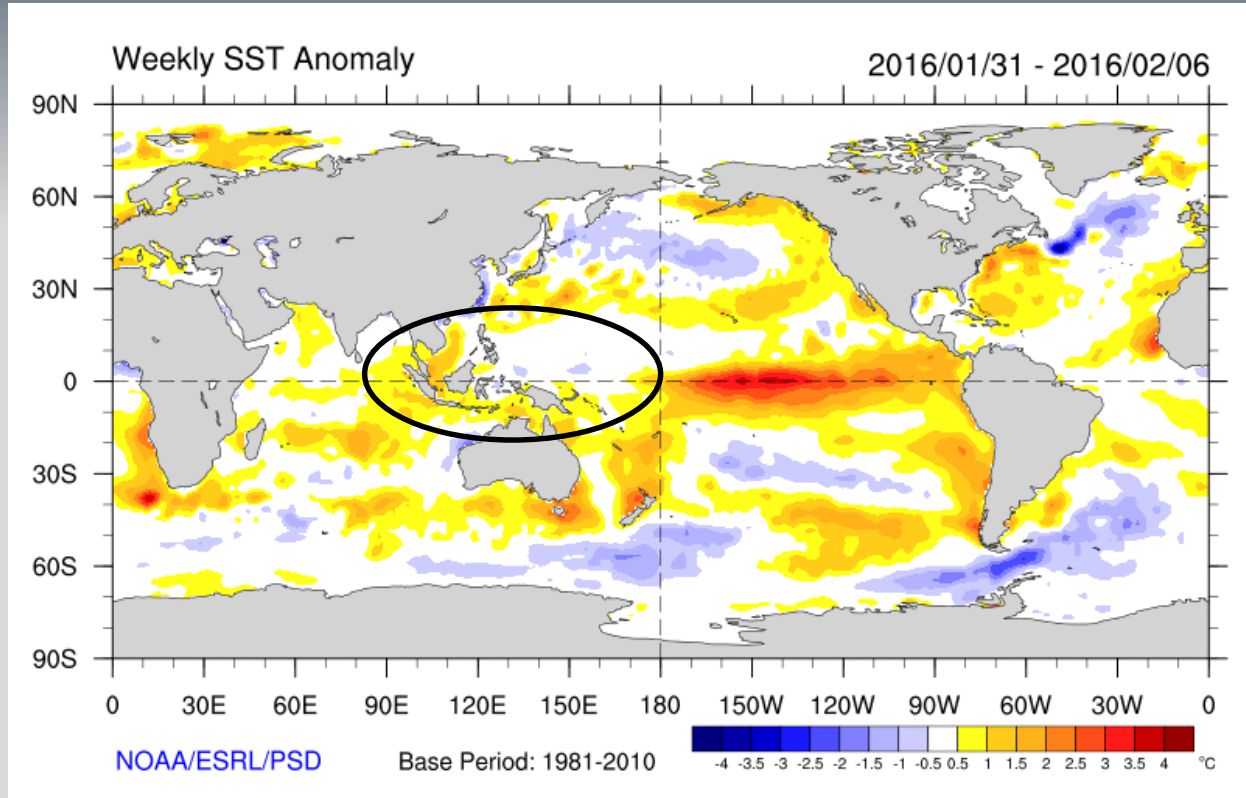 Weekly SST Anomaly
2016/01/31 - 2016/02/06
90N
60N
30N
0
30S
60S
90S
0 30E 60E 90E 120E 150E 180 150W 120W 90W 60W 30W 0
NOAA/ESRL/PSD
Base Period: 1981-2010
-4 -3.5 -3 -2.5 -2 -1.5 -1 -0.5 0.5 1 1.5 2 2.5 3 3.5 4 °C